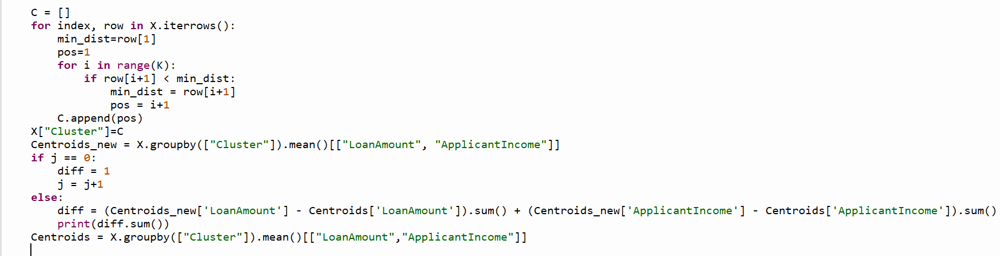 C = []
for index, row in X.iterrows():
    min_dist=row[1]
    pos=1
    for i in range(K):
        if row[i+1] < min_dist:
            min_dist = row[i+1]
            pos = i+1
    C.append(pos)
X["Cluster"]=C
Centroids_new = X.groupby(["Cluster"]).mean()[["LoanAmount", "ApplicantIncome"]]
if j == 0:
    diff = 1
    j = j+1
else:
    diff = (Centroids_new['LoanAmount'] - Centroids['LoanAmount']).sum() + (Centroids_new['ApplicantIncome'] - Centroids['ApplicantIncome']).sum()
    print(diff.sum())
Centroids = X.groupby(["Cluster"]).mean()[["LoanAmount","ApplicantIncome"]]